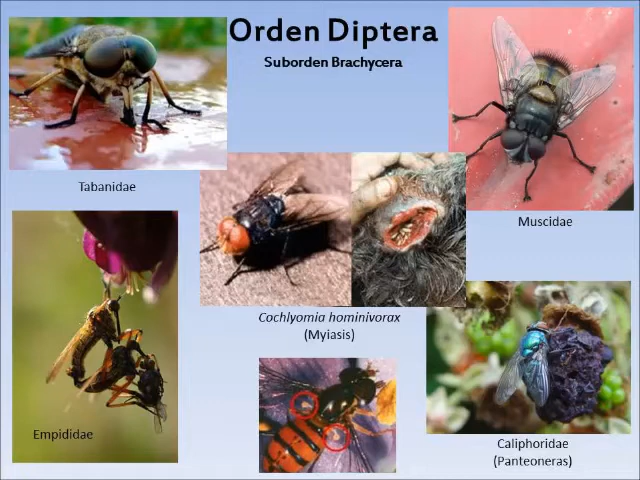 Orden Diptera
Suborden Brachycera
Tabanidae
Muscidae
Cochlyomia hominivorax
(Myiasis)
Empididae
Caliphoridae
(Panteoneras)